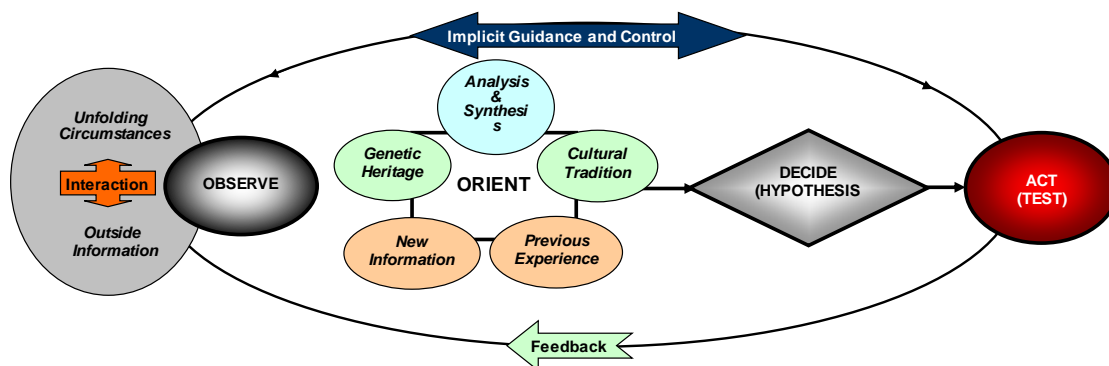 Implicit Guidance and Control
Analysis
&
Synthesi
s
Unfolding
Circumstances
Genetic
Heritage
Cultural
Tradition
Interaction
OBSERVE
ORIENT
DECIDE
(HYPOTHESIS
ACT
(TEST)
Outside
Information
New
Information
Previous
Experience
Feedback